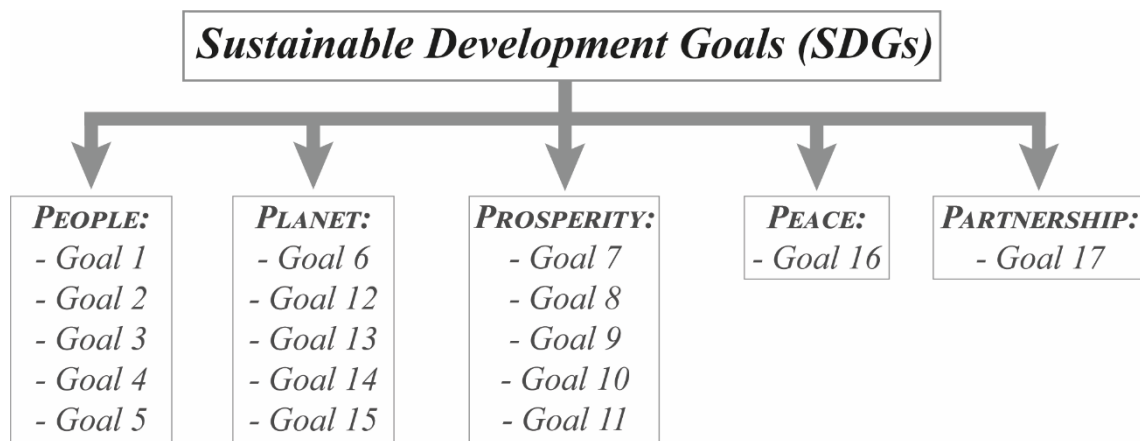 Sustainable Development Goals (SDGs)
PEOPLE:
- Goal 1
- Goal 2
- Goal 3
- Goal 4
- Goal 5
PLANET:
- Goal 6
- Goal 12
- Goal 13
- Goal 14
- Goal 15
PROSPERITY:
- Goal 7
- Goal 8
- Goal 9
- Goal 10
- Goal 11
PEACE:
- Goal 16
PARTNERSHIP:
- Goal 17